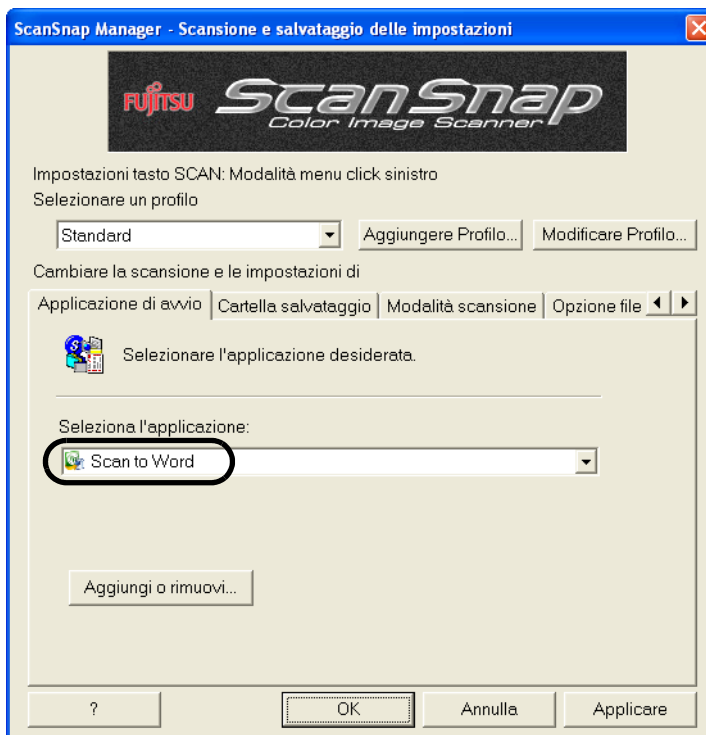 ScanSnap Manager - Scansione e salvataggio delle impostazioni
FUJITSU ScanSnap
Color Image Scanner
Impostazioni tasto SCAN: Modalità menu click sinistro
Selezionare un profilo
Standard Aggiungere Profilo... Modificare Profilo...
Cambiare la scansione e le impostazioni di
Applicazione di avvio Cartella salvataggio Modalità scansione Opzione file
Selezionare l'applicazione desiderata.
Seleziona l'applicazione:
Scan to Word
Aggiungi o rimuovi...
? OK Annulla Applicare